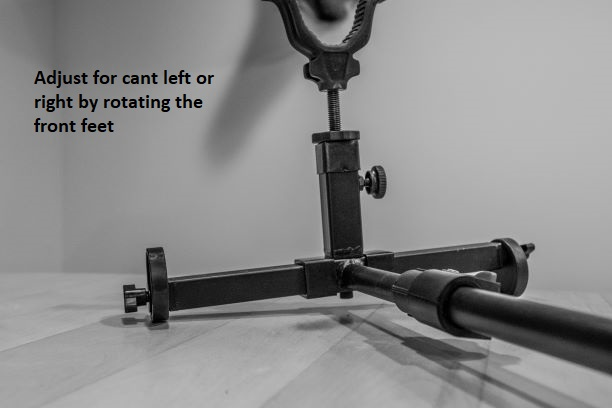 Adjust for cant left or
right by rotating the
front feet